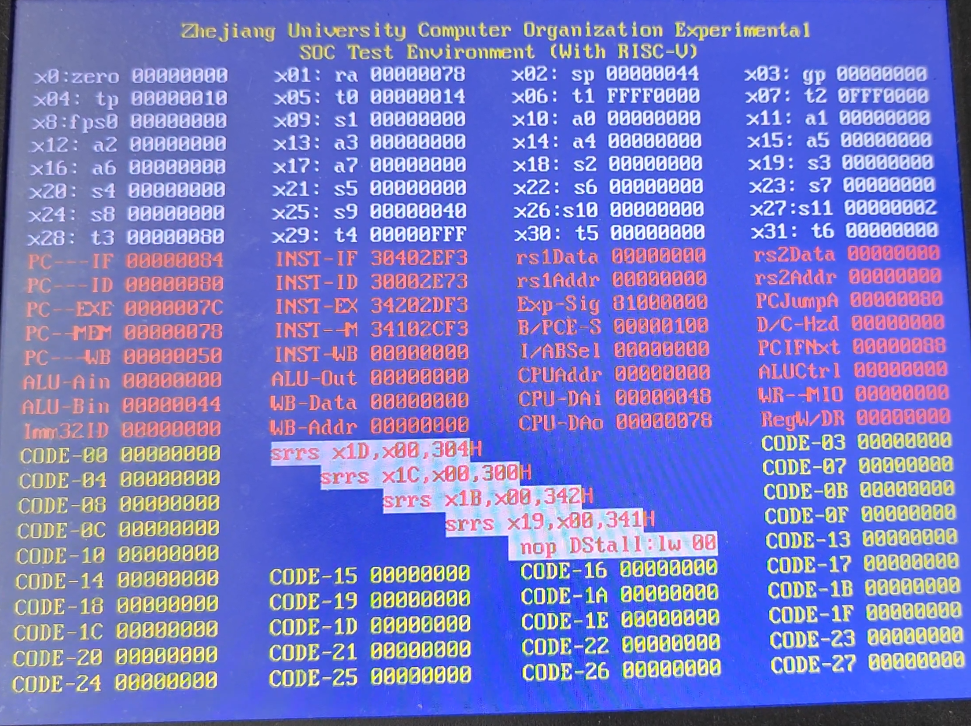 Zhejiang University Computer Organization Experimental
SOC Test Environment (With RISC-V)
x0:zero 00000000 x01: ra 00000078 x02: sp 00000044 x03: gp 00000000
x04: tp 00000010 x05: t0 00000014 x06: t1 FFFF0000 x07: t2 0FFF0000
x8:fps0 00000000 x09: s1 00000000 x10: a0 00000000 x11: a1 00000000
x12: a2 00000000 x13: a3 00000000 x14: a4 00000000 x15: a5 00000000
x16: a6 00000000 x17: a7 00000000 x18: s2 00000000 x19: s3 00000000
x20: s4 00000000 x21: s5 00000000 x22: s6 00000000 x23: s7 00000000
x24: s8 00000000 x25: s9 00000040 x26:s10 00000000 x27:s11 00000002
x28: t3 00000080 x29: t4 00000FFF x30: t5 00000000 x31: t6 00000000
PC---IF 00000084 INST-IF 30402EF3 rs1Data 00000000 rs2Data 00000000
PC---ID 00000080 INST-ID 30002E73 rs1Addr 00000000 rs2Addr 00000000
PC--EXE 0000007C INST-EX 34202DF3 Exp-Sig 81000000 PCJumpA 00000080
PC--MEM 00000078 INST--M 34102CF3 B/PCE-S 00000100 D/C-Hzd 00000000
PC---WB 00000050 INST-WB 00000000 I/ABSel 00000000 PCIFNxt 00000088
ALU-Ain 00000000 ALU-Out 00000000 CPUAddr 00000000 ALUCtrl 00000000
ALU-Bin 00000044 WB-Data 00000000 CPU-DAi 00000048 WR--MIO 00000000
Imm32ID 00000000 WB-Addr 00000000 CPU-DAo 00000078 RegW/DR 00000000
CODE-00 00000000 srrs x1D,x00,304H CODE-03 00000000
CODE-04 00000000 srrs x1C,x00,300H CODE-07 00000000
CODE-08 00000000 srrs x1B,x00,342H CODE-0B 00000000
CODE-0C 00000000 srrs x19,x00,341H CODE-0F 00000000
CODE-10 00000000 nop DStall:lw 00 CODE-13 00000000
CODE-14 00000000 CODE-15 00000000 CODE-16 00000000 CODE-17 00000000
CODE-18 00000000 CODE-19 00000000 CODE-1A 00000000 CODE-1B 00000000
CODE-1C 00000000 CODE-1D 00000000 CODE-1E 00000000 CODE-1F 00000000
CODE-20 00000000 CODE-21 00000000 CODE-22 00000000 CODE-23 00000000
CODE-24 00000000 CODE-25 00000000 CODE-26 00000000 CODE-27 00000000